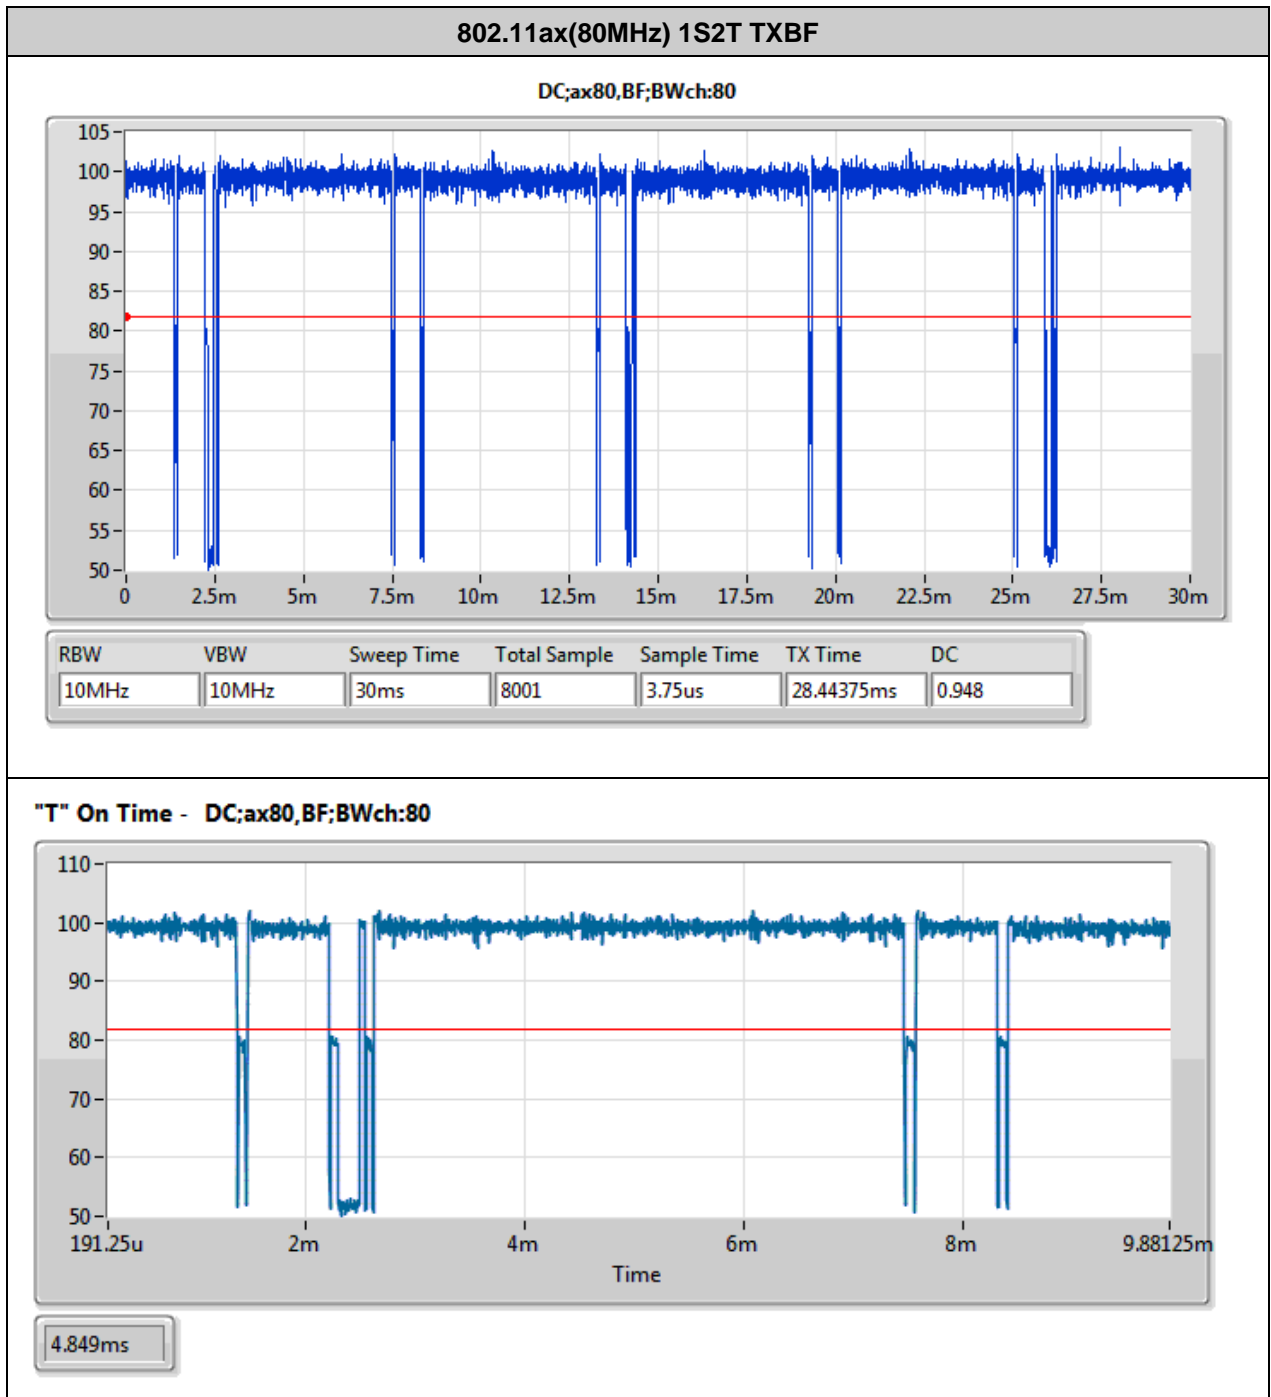 802.11ax(80MHz) 1S2T TXBF
DC;ax80,BF;BWch:80
105
100
95
90
85
80
75
70
65
60
55
50
0 2.5m 5m 7.5m 10m 12.5m 15m 17.5m 20m 22.5m 25m 27.5m 30m
RBW VBW Sweep Time Total Sample Sample Time TX Time DC
10MHz 10MHz 30ms 8001 3.75us 28.44375ms 0.948
"T" On Time - DC;ax80,BF;BWch:80
110
100
90
80
70
60
50
191.25u 2m 4m 6m 8m 9.88125m
Time
4.849ms